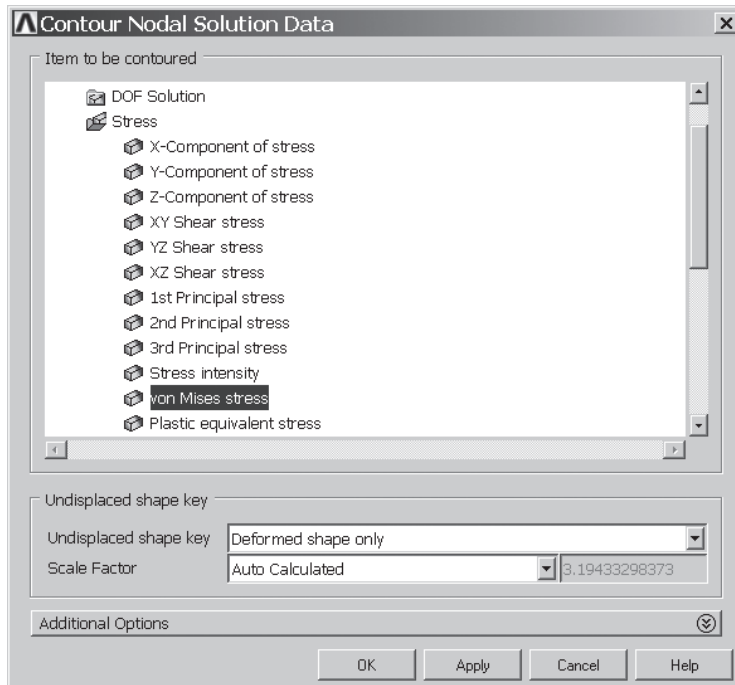 Contour Nodal Solution Data
Item to be contoured
DOF Solution
Stress
X-Component of stress
Y-Component of stress
Z-Component of stress
XY Shear stress
YZ Shear stress
XZ Shear stress
1st Principal stress
2nd Principal stress
3rd Principal stress
Stress intensity
von Mises stress
Plastic equivalent stress
Undisplaced shape key
Undisplaced shape key Deformed shape only
Scale Factor Auto Calculated 3.19433298373
Additional Options
OK Apply Cancel Help